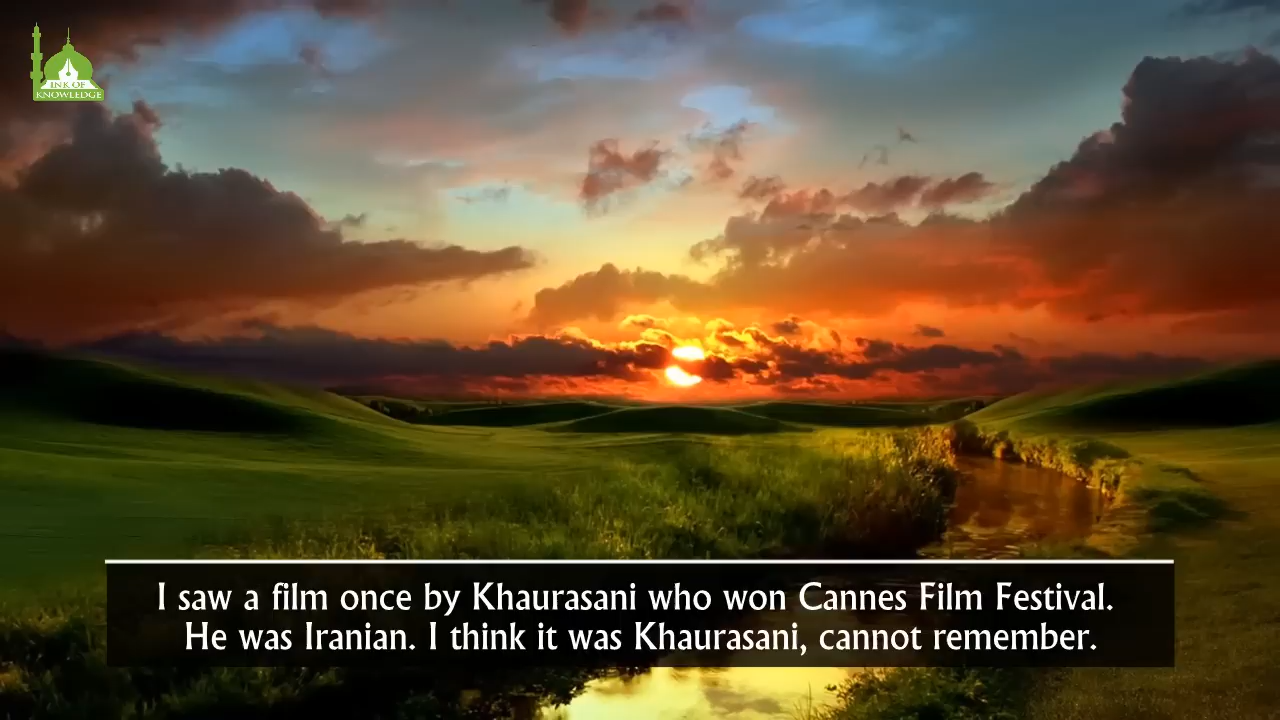 INK OF
KNOWLEDGE
I saw a film once by Khaurasani who won Cannes Film Festival.
He was Iranian. I think it was Khaurasani, cannot remember.